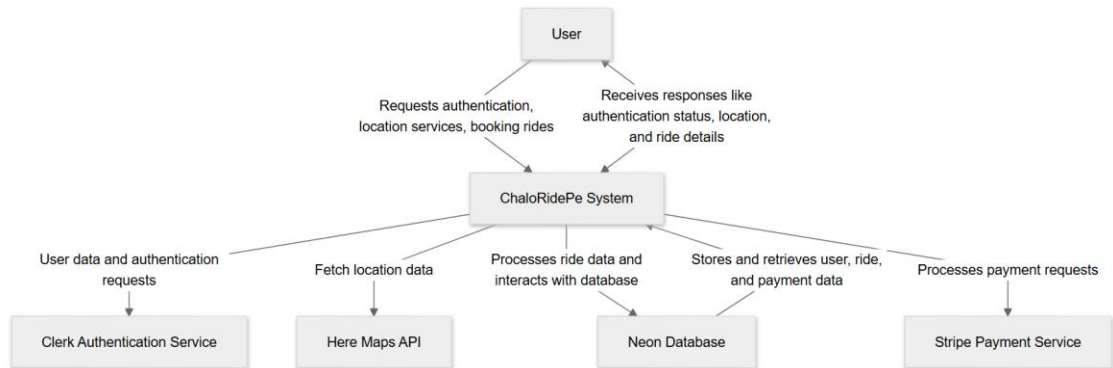 User
Requests authentication,
location services, booking rides
Receives responses like
authentication status, location,
and ride details
ChaloRidePe System
User data and authentication
requests
Fetch location data
Processes ride data and
interacts with database
Stores and retrieves user, ride,
and payment data
Processes payment requests
Clerk Authentication Service
Here Maps API
Neon Database
Stripe Payment Service